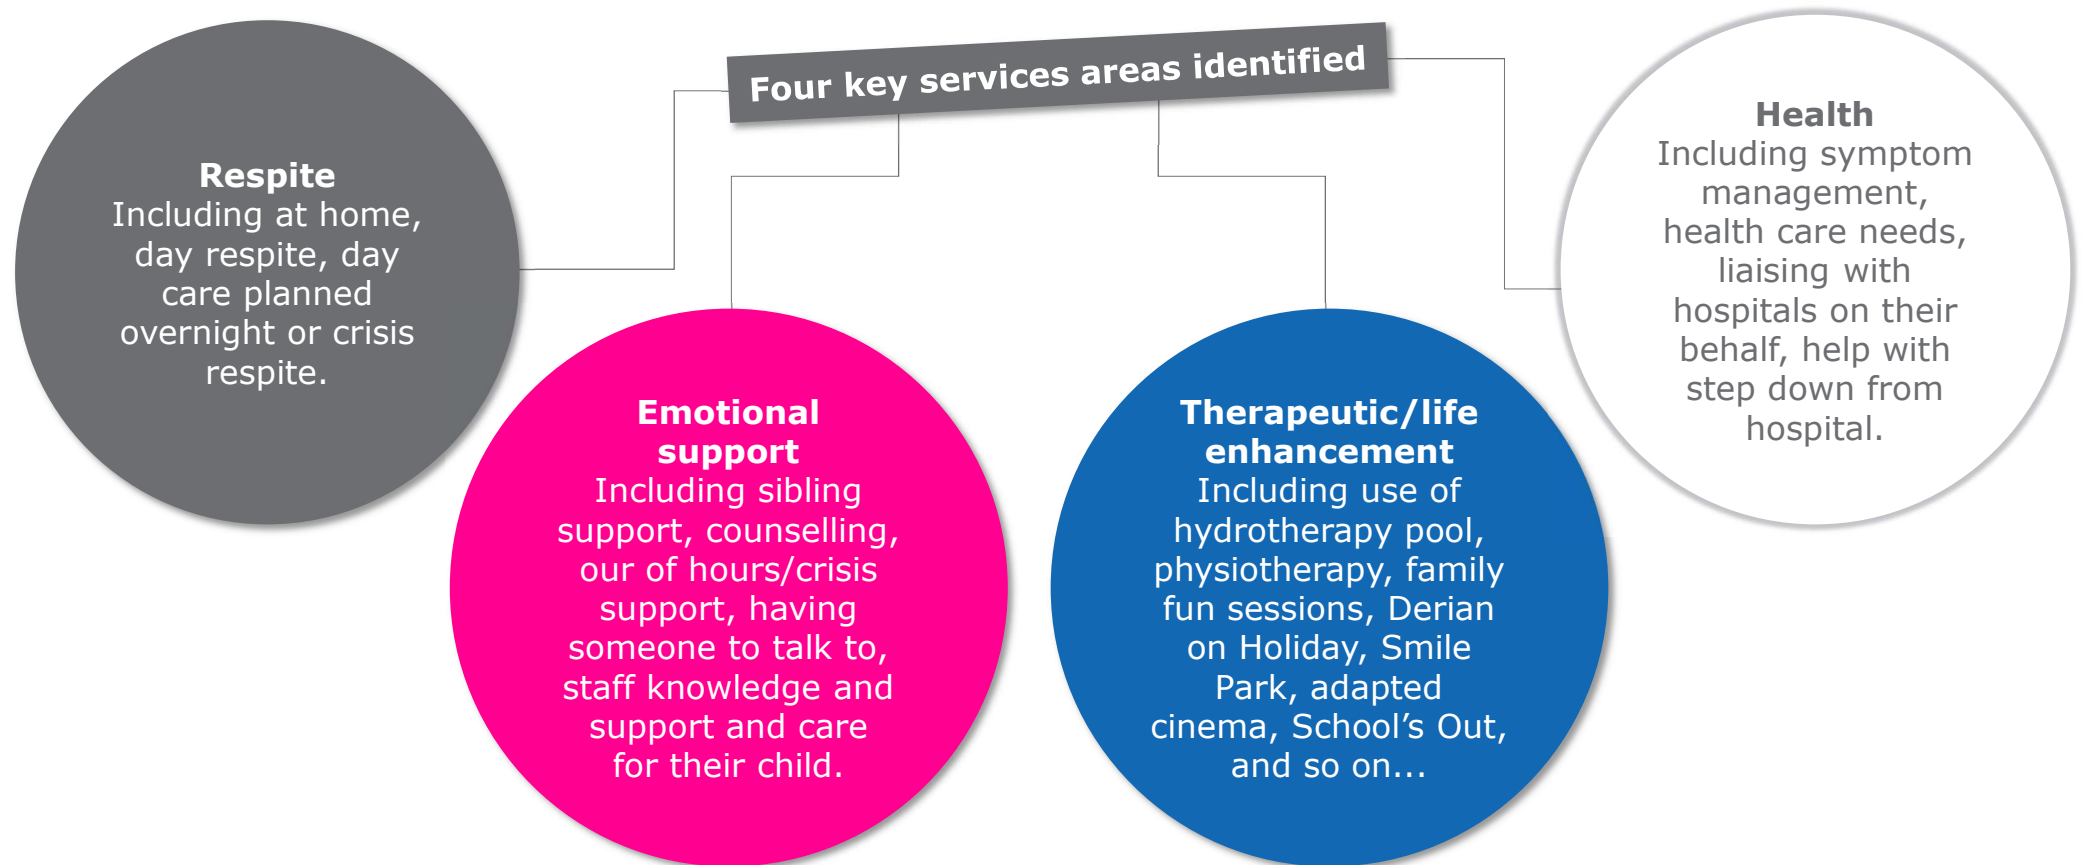 Four key services areas identified
Respite
Including at home,
day respite, day
care planned
overnight or crisis
respite.
Emotional
support
Including sibling
support, counselling,
our of hours/crisis
support, having
someone to talk to,
staff knowledge and
support and care
for their child.
Therapeutic/life
enhancement
Including use of
hydrotherapy pool,
physiotherapy, family
fun sessions, Derian
on Holiday, Smile
Park, adapted
cinema, School’s Out,
and so on...
Health
Including symptom
management,
health care needs,
liaising with
hospitals on their
behalf, help with
step down from
hospital.